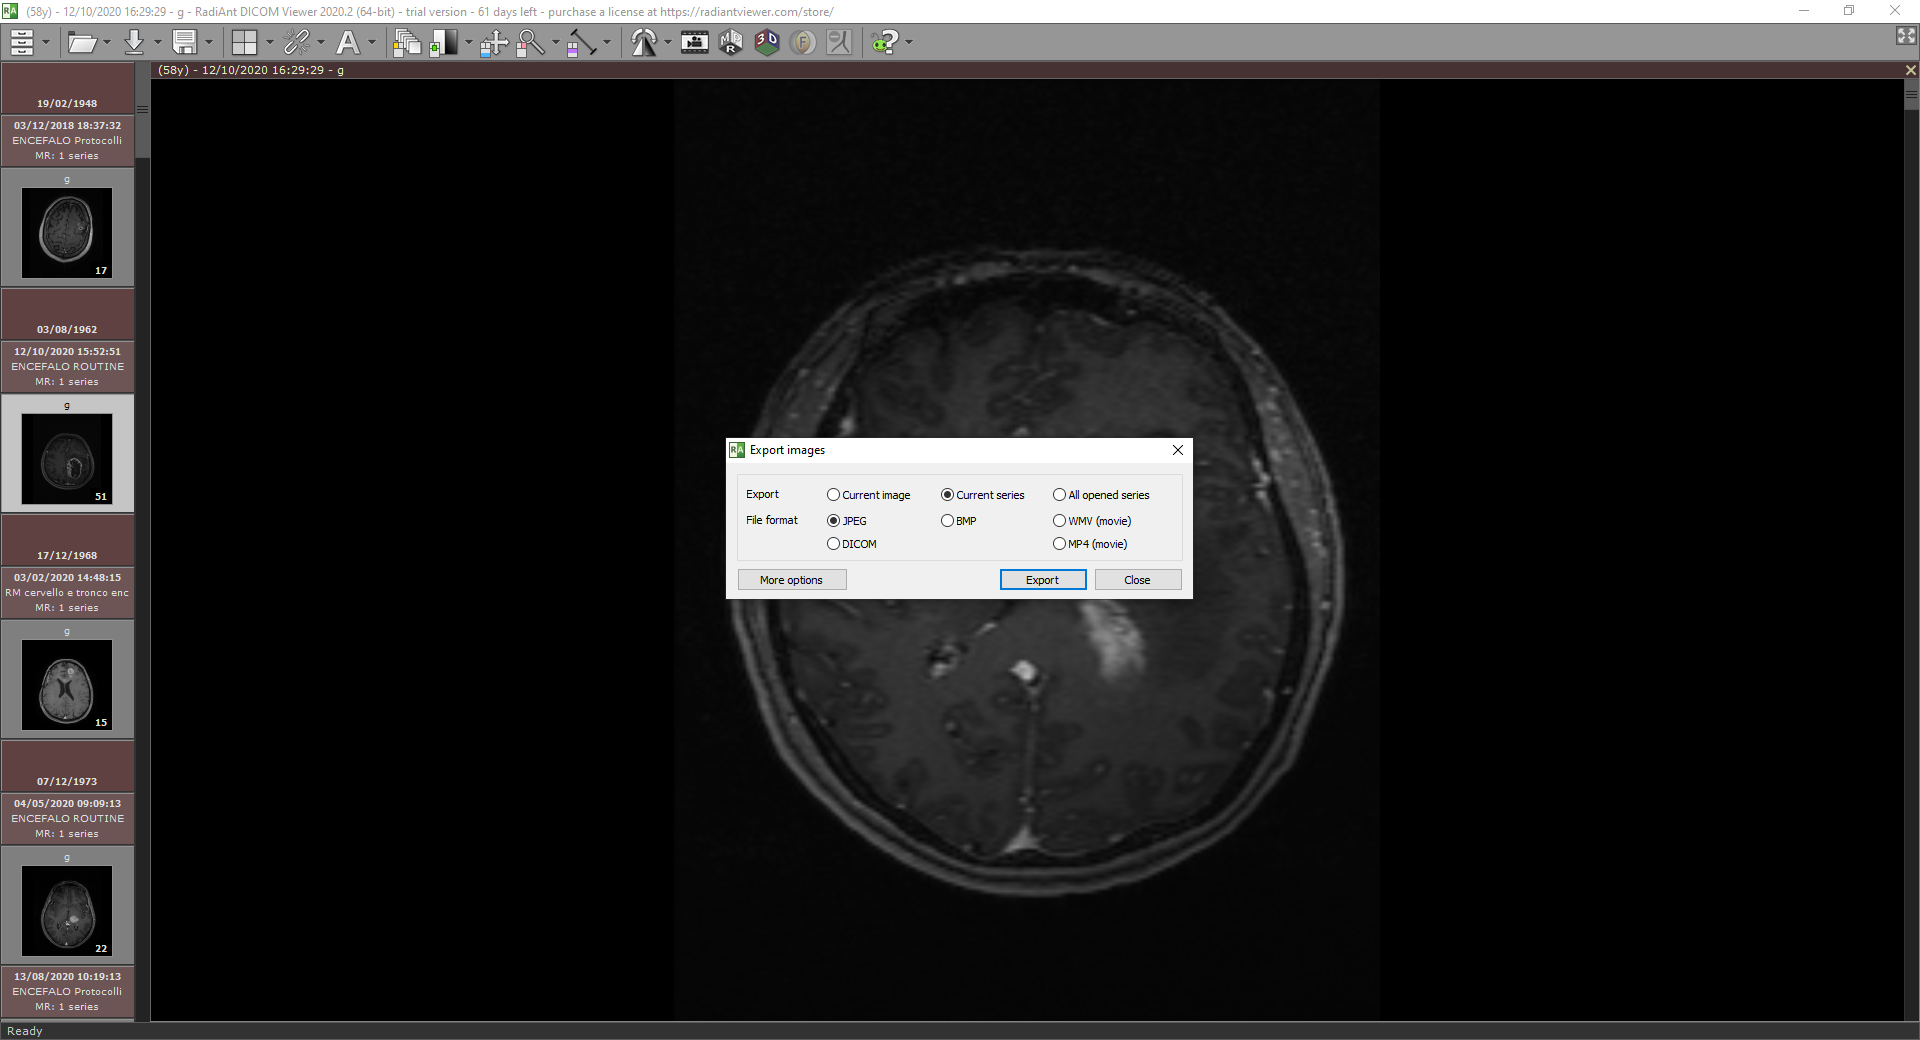 (58y) - 12/10/2020 16:29:29 - g - RadiAnt DICOM Viewer 2020.2 (64-bit) - trial version - 61 days left - purchase a license at https://radiantviewer.com/store/
(58y) - 12/10/2020 16:29:29 - g
19/02/1948
03/12/2018 18:37:32
ENCEFALO Protocolli
MR: 1 series
g
17
03/08/1962
12/10/2020 15:52:51
ENCEFALO ROUTINE
MR: 1 series
g
51
17/12/1968
03/02/2020 14:48:15
RM cervello e tronco enc
MR: 1 series
g
15
07/12/1973
04/05/2020 09:09:13
ENCEFALO ROUTINE
MR: 1 series
g
22
13/08/2020 10:19:13
ENCEFALO Protocolli
MR: 1 series
RA Export images
Export Current image Current series All opened series
File format JPEG BMP WMV (movie)
DICOM MP4 (movie)
More options Export Close
Ready